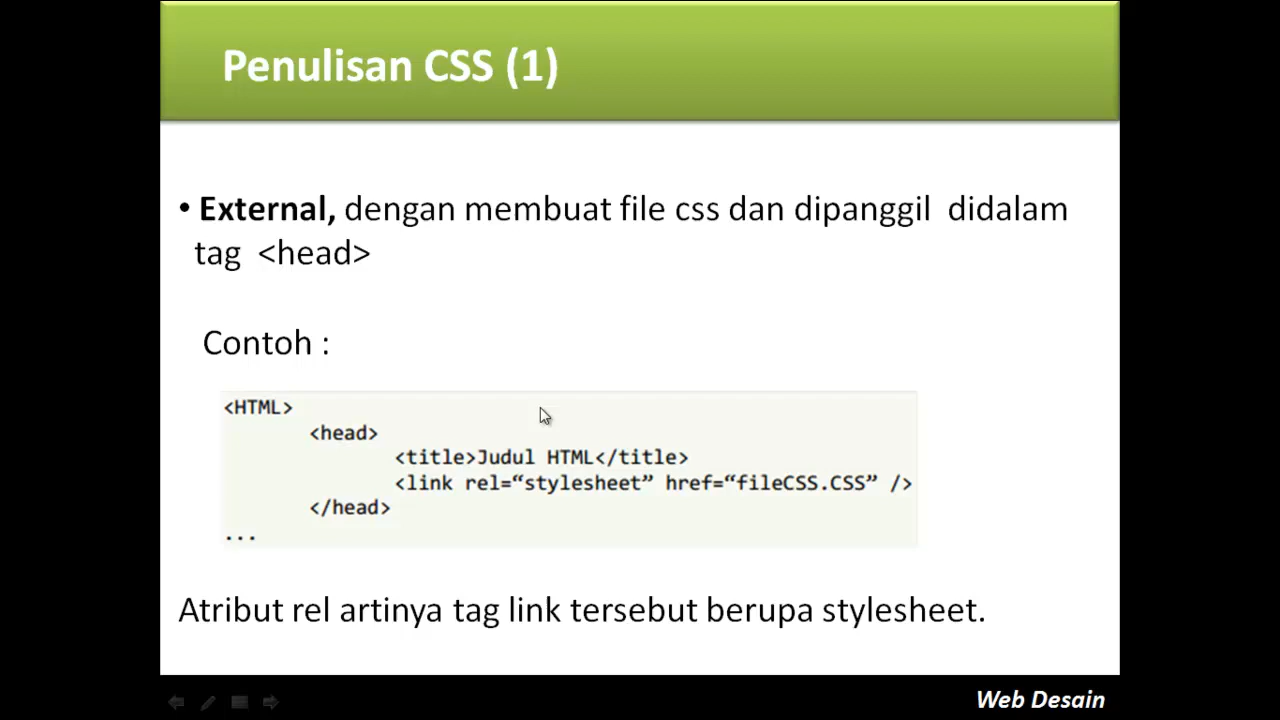 Penulisan CSS (1)
• External, dengan membuat file css dan dipanggil didalam
tag <head>
Contoh :
<HTML>
<head>
<title>Judul HTML</title>
<link rel=“stylesheet” href=“fileCSS.CSS” />
</head>
...
Atribut rel artinya tag link tersebut berupa stylesheet.
Web Desain